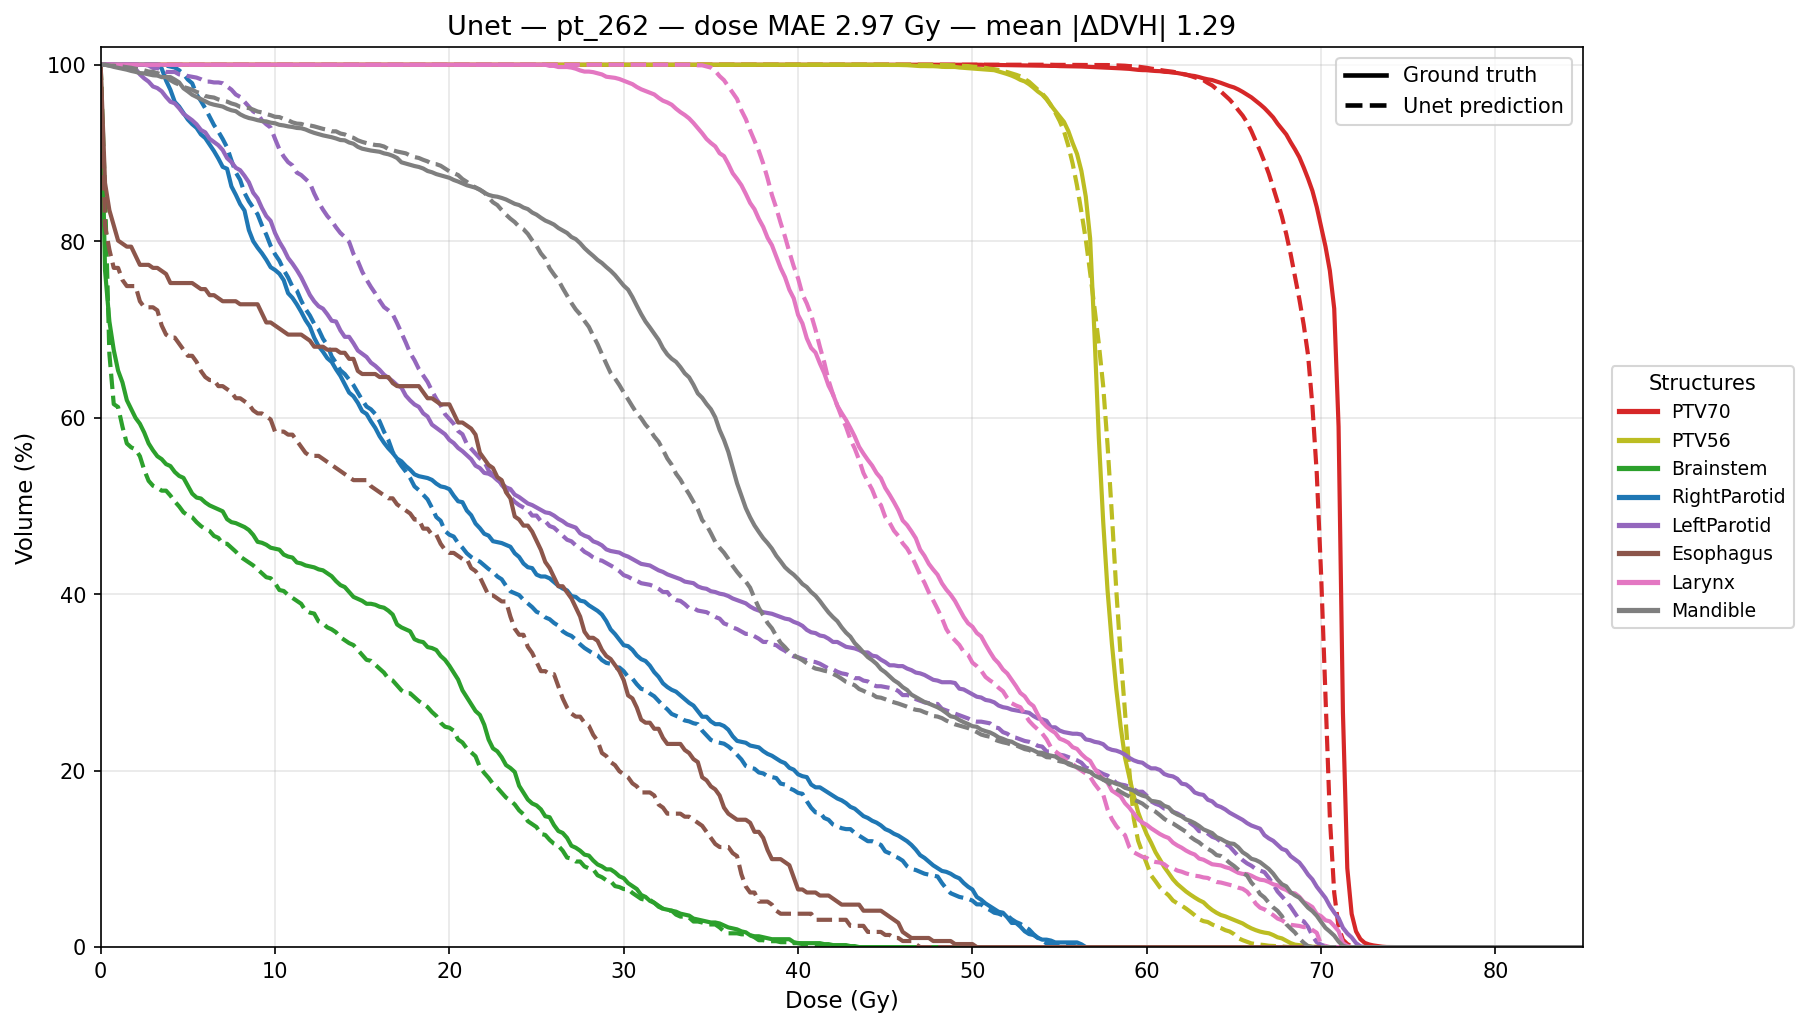 Unet — pt_262 — dose MAE 2.97 Gy — mean |ΔDVH| 1.29
Ground truth
Unet prediction
Volume (%)
100
80
60
40
20
0
0 10 20 30 40 50 60 70 80
Dose (Gy)
Structures
PTV70
PTV56
Brainstem
RightParotid
LeftParotid
Esophagus
Larynx
Mandible